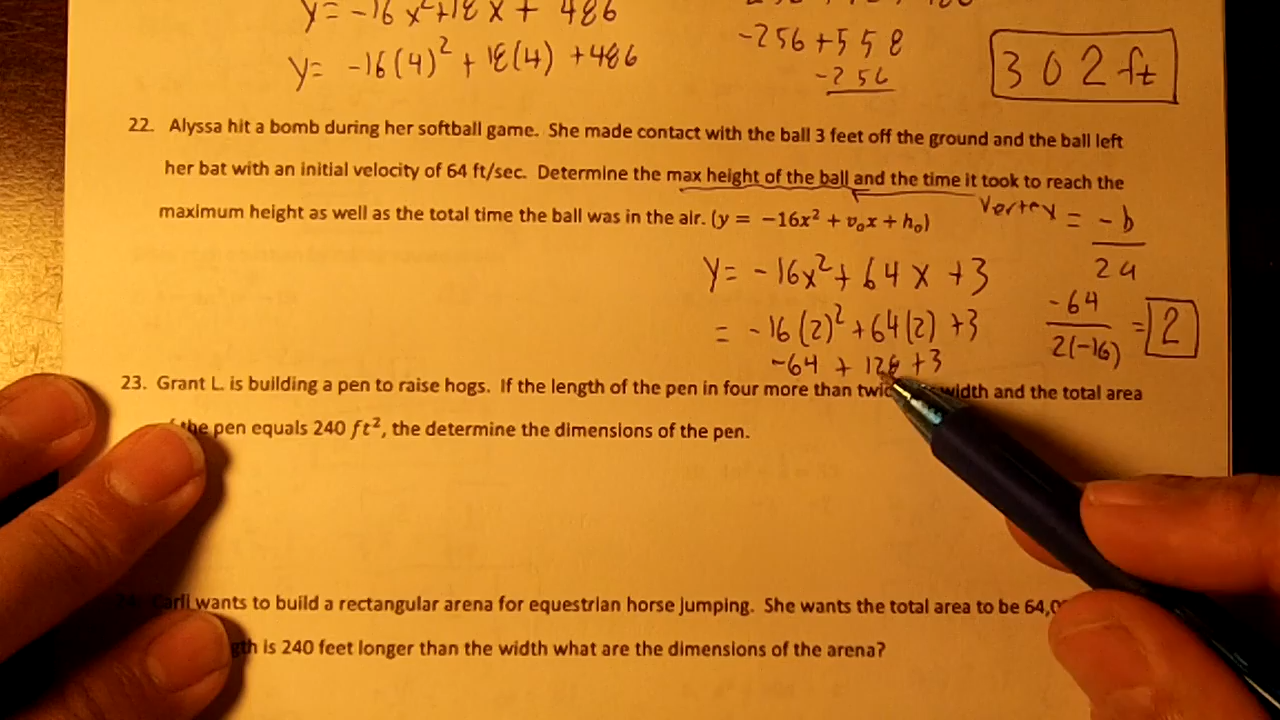 y = -16x²+18x + 486
y= -16(4)² + 18(4) +486
-256+558
-256
302ft
22. Alyssa hit a bomb during her softball game. She made contact with the ball 3 feet off the ground and the ball left
her bat with an initial velocity of 64 ft/sec. Determine the max height of the ball and the time it took to reach the
maximum height as well as the total time the ball was in the air. (y = −16x² + v₀x + h₀)
Vertex = -b
2a
y= -16x²+ 64x +3
= -16(2)²+64(2) +3
-64 + 128 +3
-64
2(-16)
= 2
23. Grant L. is building a pen to raise hogs. If the length of the pen in four more than width and the total area
the pen equals 240 ft², the determine the dimensions of the pen.
wants to build a rectangular arena for equestrian horse jumping. She wants the total area to be
is 240 feet longer than the width what are the dimensions of the arena?